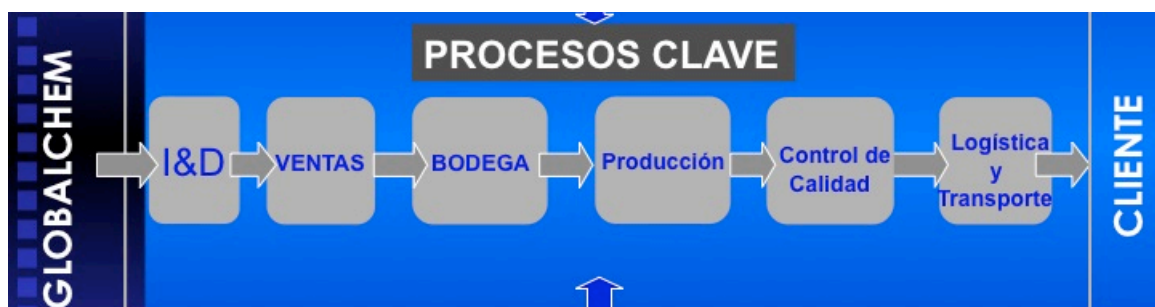 PROCESOS CLAVE
GLOBALCHEM
I&D
VENTAS
BODEGA
Producción
Control de
Calidad
Logística
y
Transporte
CLIENTE